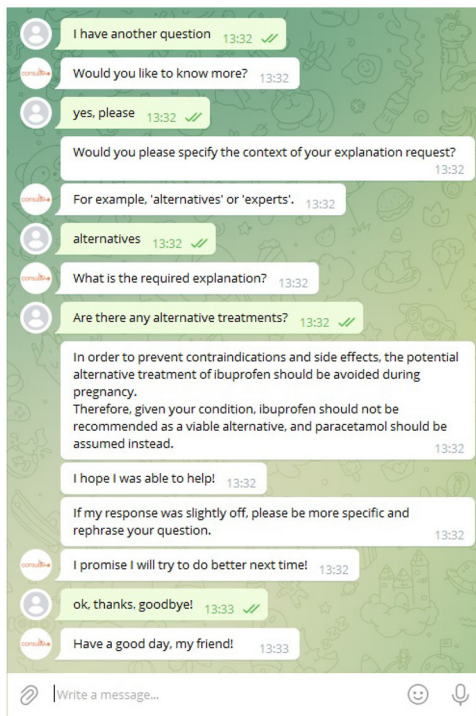 I have another question 13:32
Would you like to know more? 13:32
yes, please 13:32
Would you please specify the context of your explanation request?
13:32
For example, 'alternatives' or 'experts'. 13:32
alternatives 13:32
What is the required explanation? 13:32
Are there any alternative treatments? 13:32
In order to prevent contraindications and side effects, the potential
alternative treatment of ibuprofen should be avoided during
pregnancy.
Therefore, given your condition, ibuprofen should not be
recommended as a viable alternative, and paracetamol should be
assumed instead. 13:32
I hope I was able to help! 13:32
If my response was slightly off, please be more specific and
rephrase your question. 13:32
I promise I will try to do better next time! 13:32
ok, thanks, goodbye! 13:33
Have a good day, my friend! 13:33
Write a message...